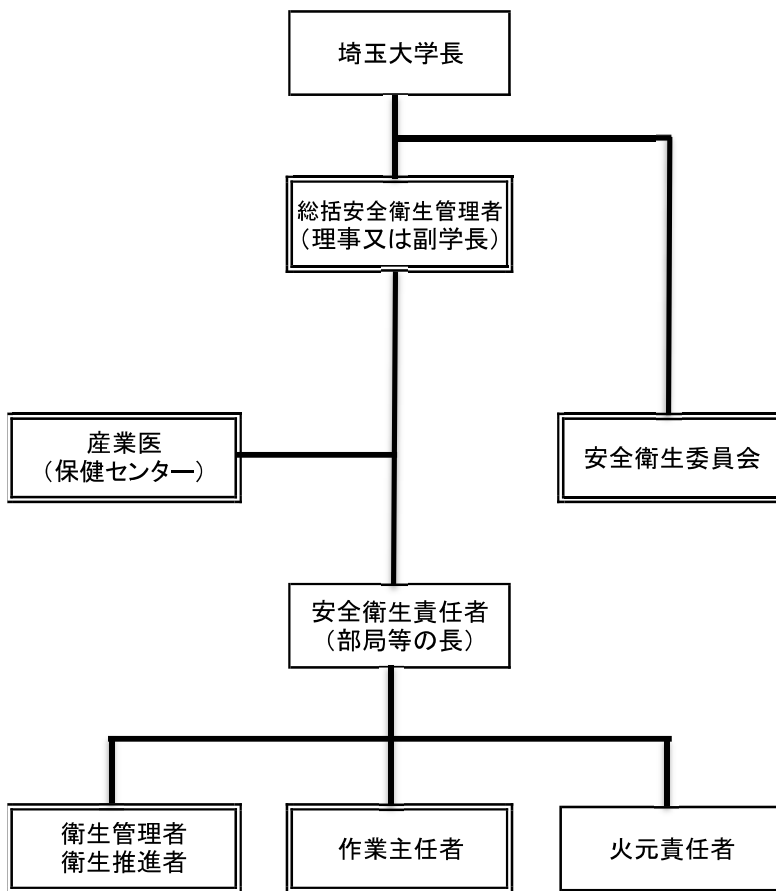 埼玉大学長
総括安全衛生管理者
（理事又は副学長）
産業医
（保健センター）
安全衛生委員会
安全衛生責任者
（部局等の長）
衛生管理者
衛生推進者
作業主任者
火元責任者